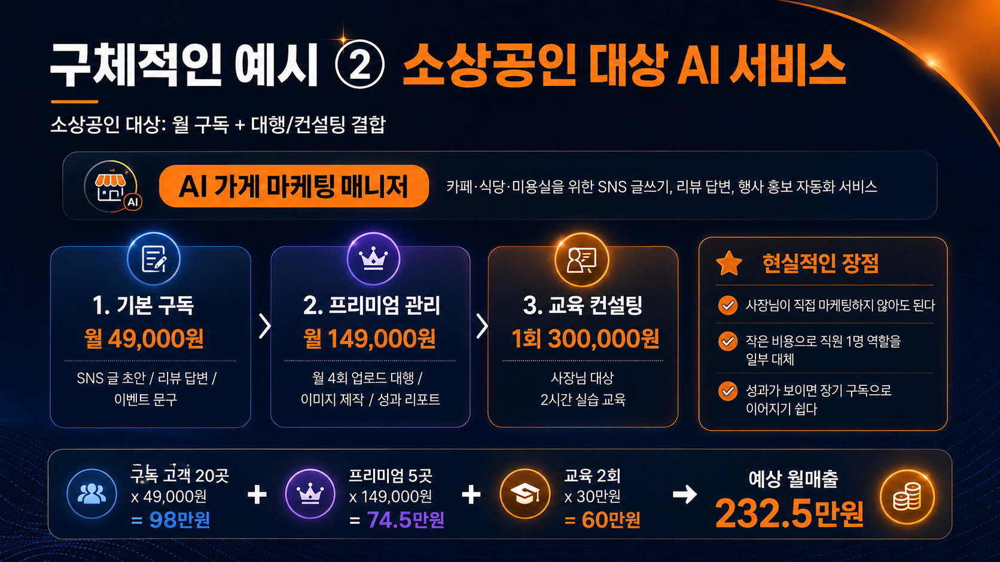 구체적인 예시 ② 소상공인 대상 AI 서비스
소상공인 대상: 월 구독 + 대행/컨설팅 결합
AI
AI 가게 마케팅 매니저
카페·식당·미용실을 위한 SNS 글쓰기, 리뷰 답변, 행사 홍보 자동화 서비스
1. 기본 구독
월 49,000원
SNS 글 초안 / 리뷰 답변 /
이벤트 문구
2. 프리미엄 관리
월 149,000원
월 4회 업로드 대행 /
이미지 제작 / 성과 리포트
3. 교육 컨설팅
1회 300,000원
사장님 대상
2시간 실습 교육
현실적인 장점
사장님이 직접 마케팅하지 않아도 된다
작은 비용으로 직원 1명 역할을
일부 대체
성과가 보이면 장기 구독으로
이어지기 쉽다
구독 고객 20곳
x 49,000원
= 98만원
+
프리미엄 5곳
x 149,000원
= 74.5만원
+
교육 2회
x 30만원
= 60만원
예상 월매출
232.5만원